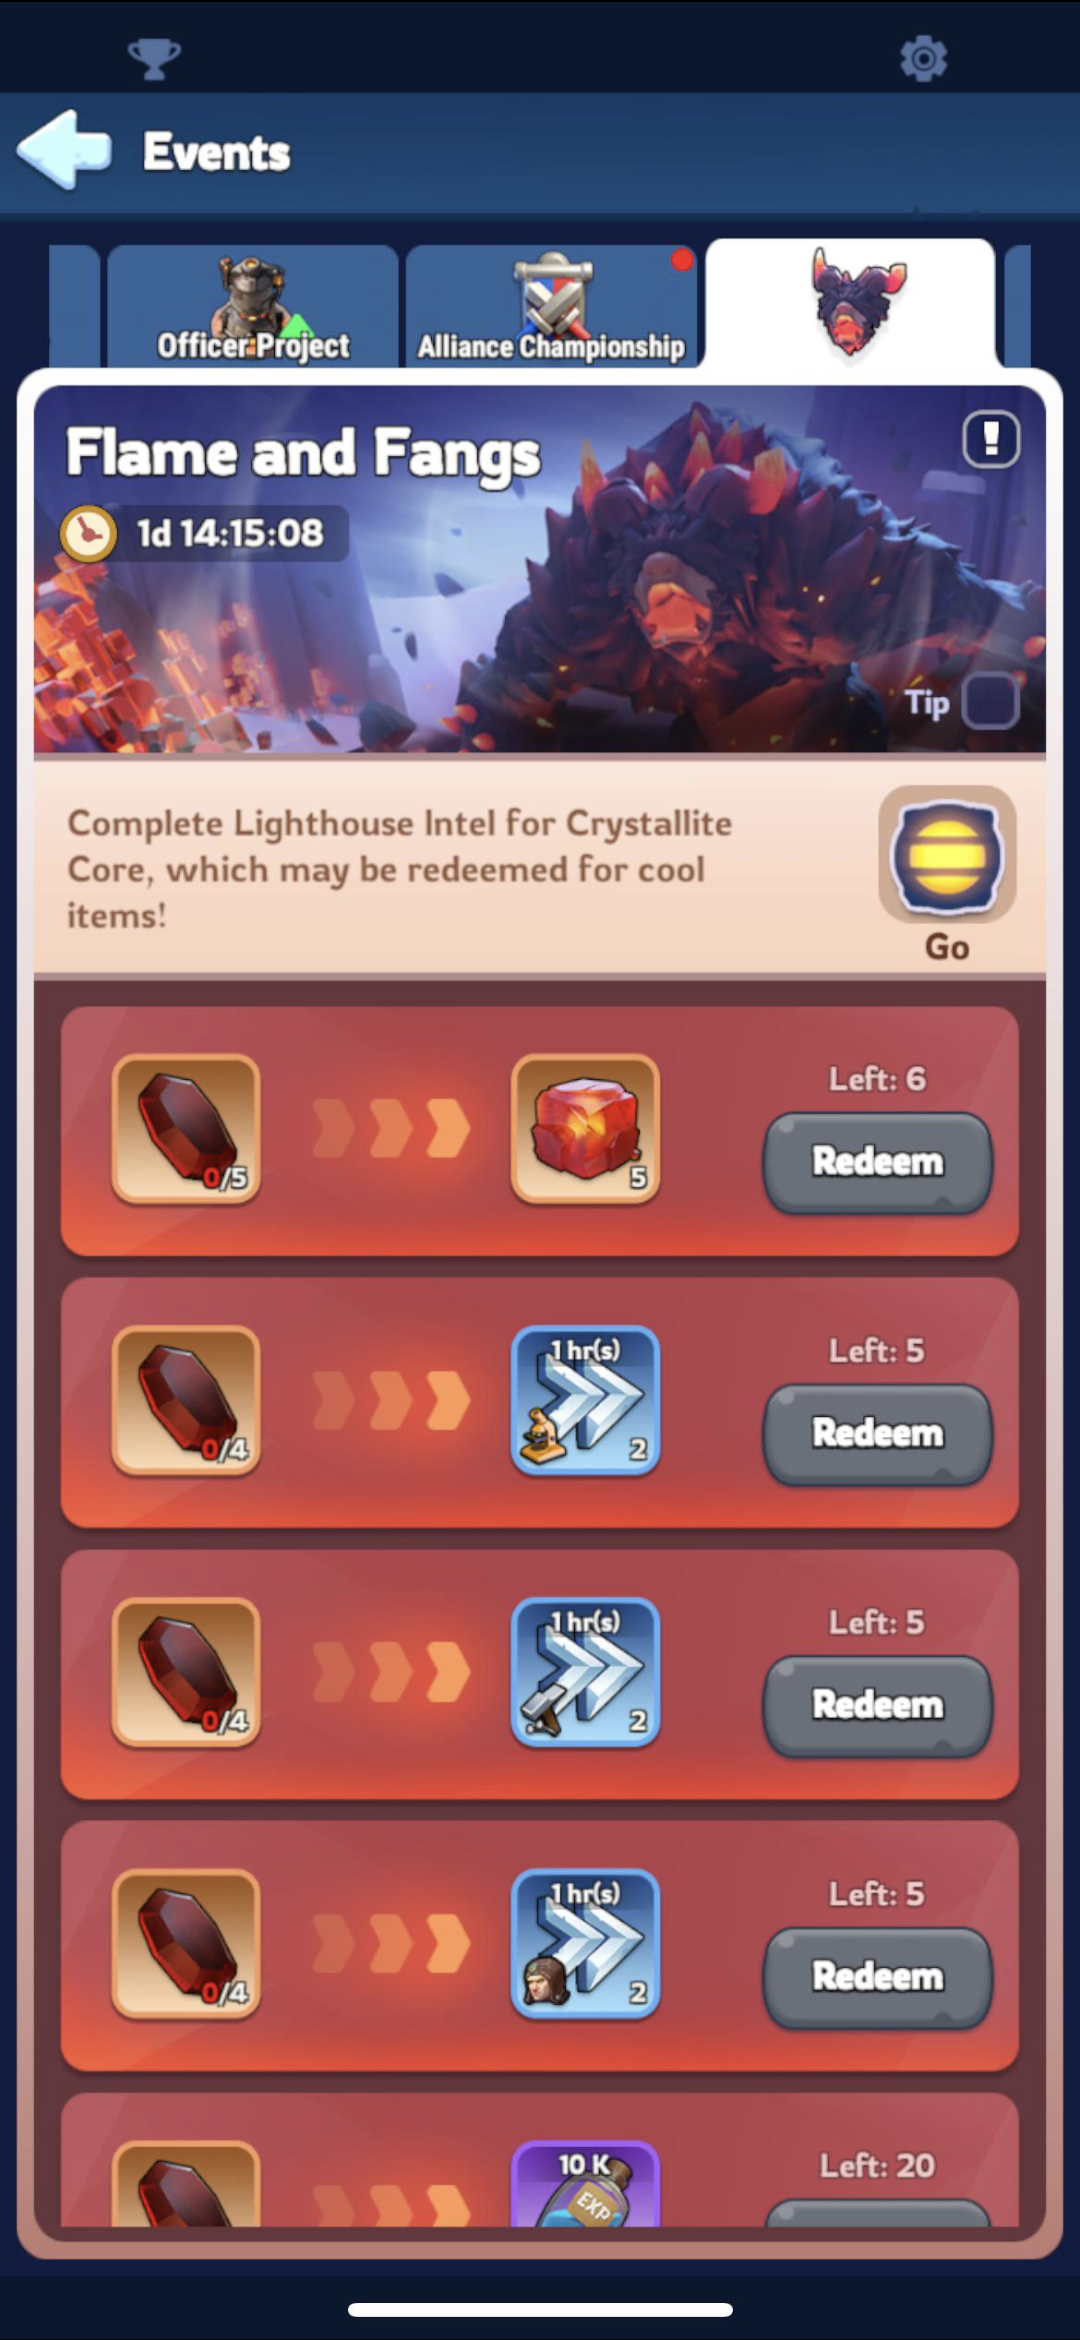 Events
Officer Project
Alliance Championship
Flame and Fangs
1d 14:15:08
Tip
Complete Lighthouse Intel for Crystallite
Core, which may be redeemed for cool
items!
Go
0/5
5
Left: 6
Redeem
0/4
1 hr(s)
2
Left: 5
Redeem
0/4
1 hr(s)
2
Left: 5
Redeem
0/4
1 hr(s)
2
Left: 5
Redeem
10 K
EXP
Left: 20